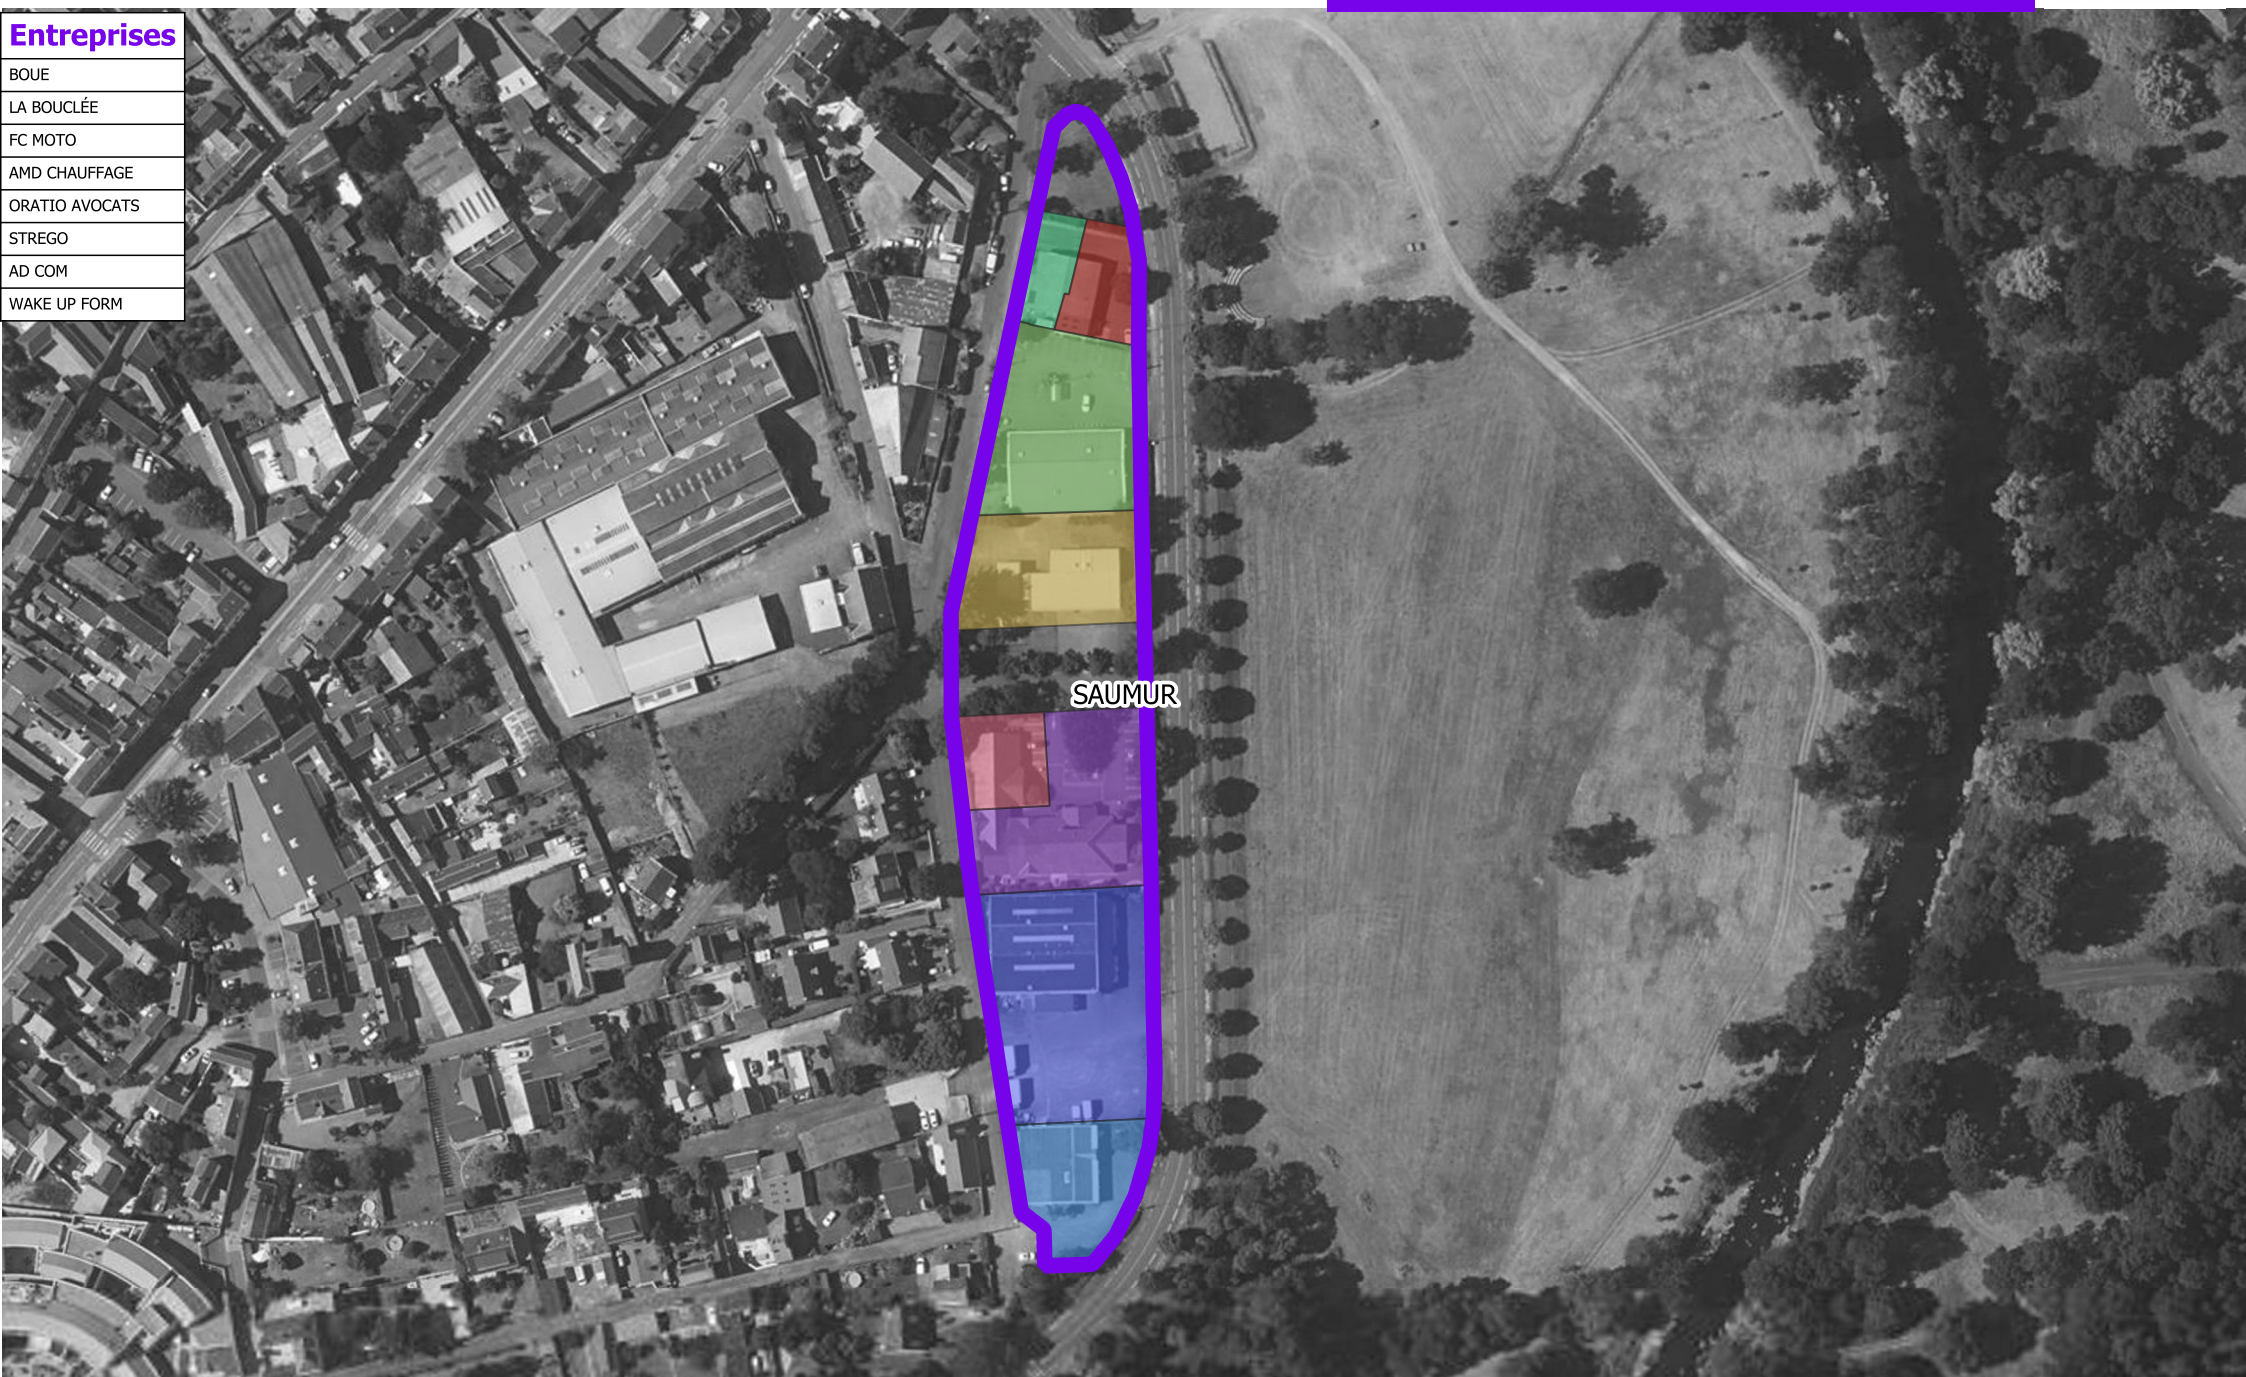 Entreprises
BOUE
LA BOUCLÉE
FC MOTO
AMD CHAUFFAGE
ORATIO AVOCATS
STREGO
AD COM
WAKE UP FORM
SAUMUR